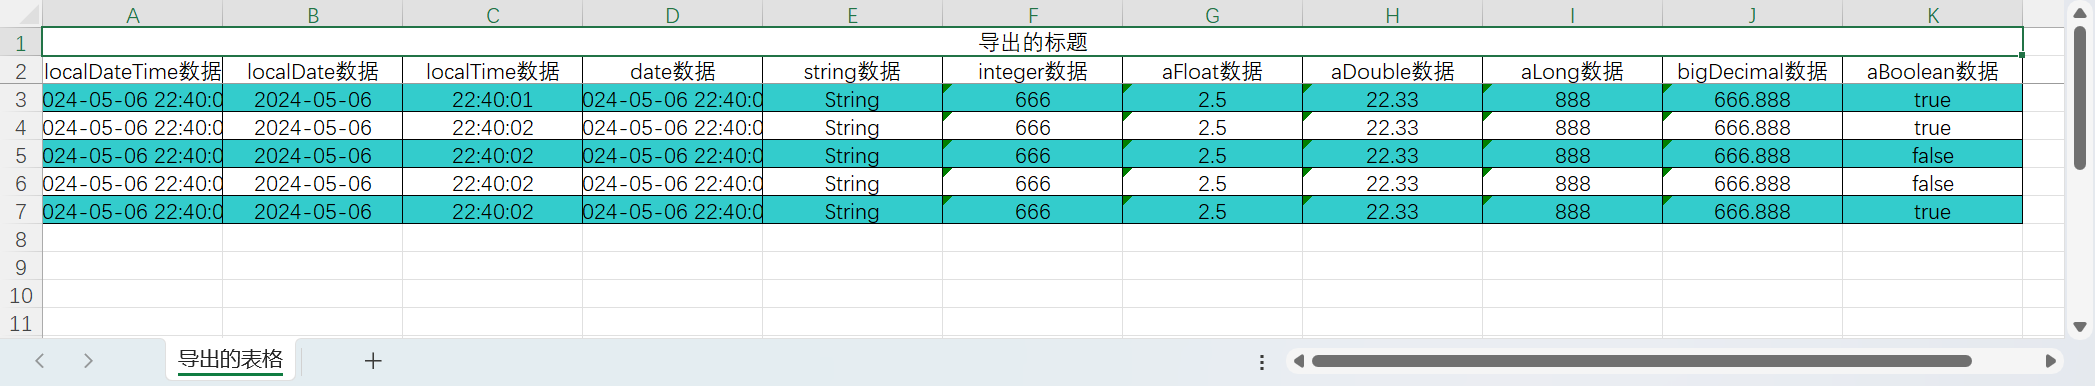 A B C D E F G H I J K
1 导出的标题
2 localDateTime数据 localDate数据 localTime数据 date数据 string数据 integer数据 aFloat数据 aDouble数据 aLong数据 bigDecimal数据 aBoolean数据
3 024-05-06 22:40:0 2024-05-06 22:40:01 024-05-06 22:40:0 String 666 2.5 22.33 888 666.888 true
4 024-05-06 22:40:0 2024-05-06 22:40:02 024-05-06 22:40:0 String 666 2.5 22.33 888 666.888 true
5 024-05-06 22:40:0 2024-05-06 22:40:02 024-05-06 22:40:0 String 666 2.5 22.33 888 666.888 false
6 024-05-06 22:40:0 2024-05-06 22:40:02 024-05-06 22:40:0 String 666 2.5 22.33 888 666.888 false
7 024-05-06 22:40:0 2024-05-06 22:40:02 024-05-06 22:40:0 String 666 2.5 22.33 888 666.888 true
8
9
10
11
导出的表格